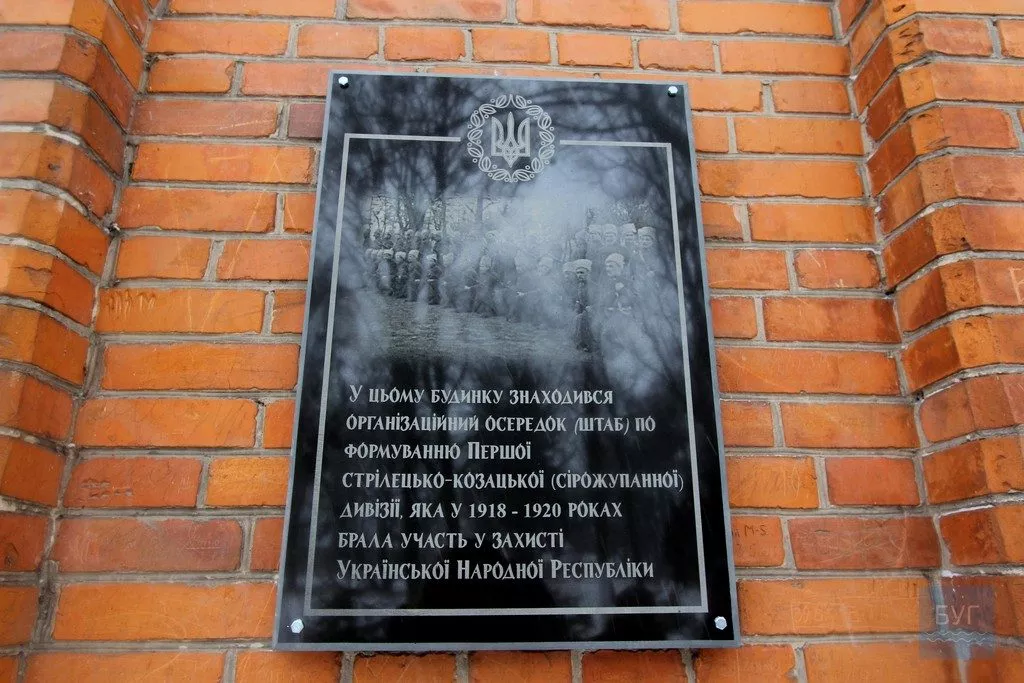 У цьому будинку знаходився
організаційний осередок (штаб) по
формуванню Першої
стрілецько-козацької (сірожупанної)
дивізії, яка у 1918 - 1920 роках
брала участь у захисті
Української Народної Республіки
М-5
БУГ